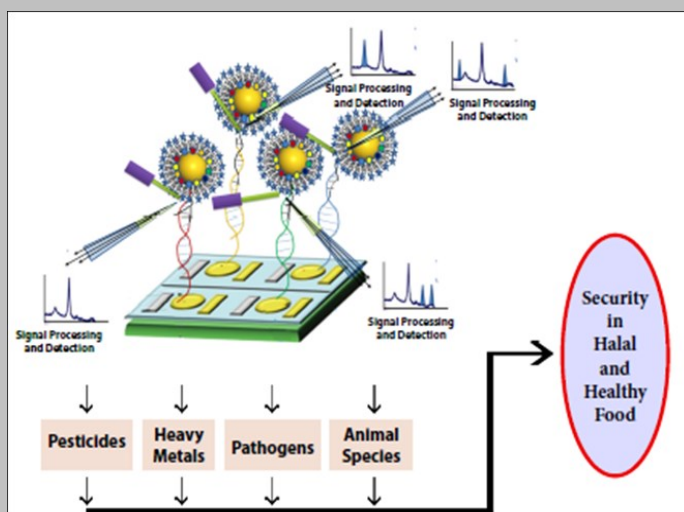 Signal Processing
and Detection
Signal Processing
and Detection
Signal Processing
and Detection
Signal Processing
and Detection
Pesticides
Heavy
Metals
Pathogens
Animal
Species
Security
in
Halal
and
Healthy
Food